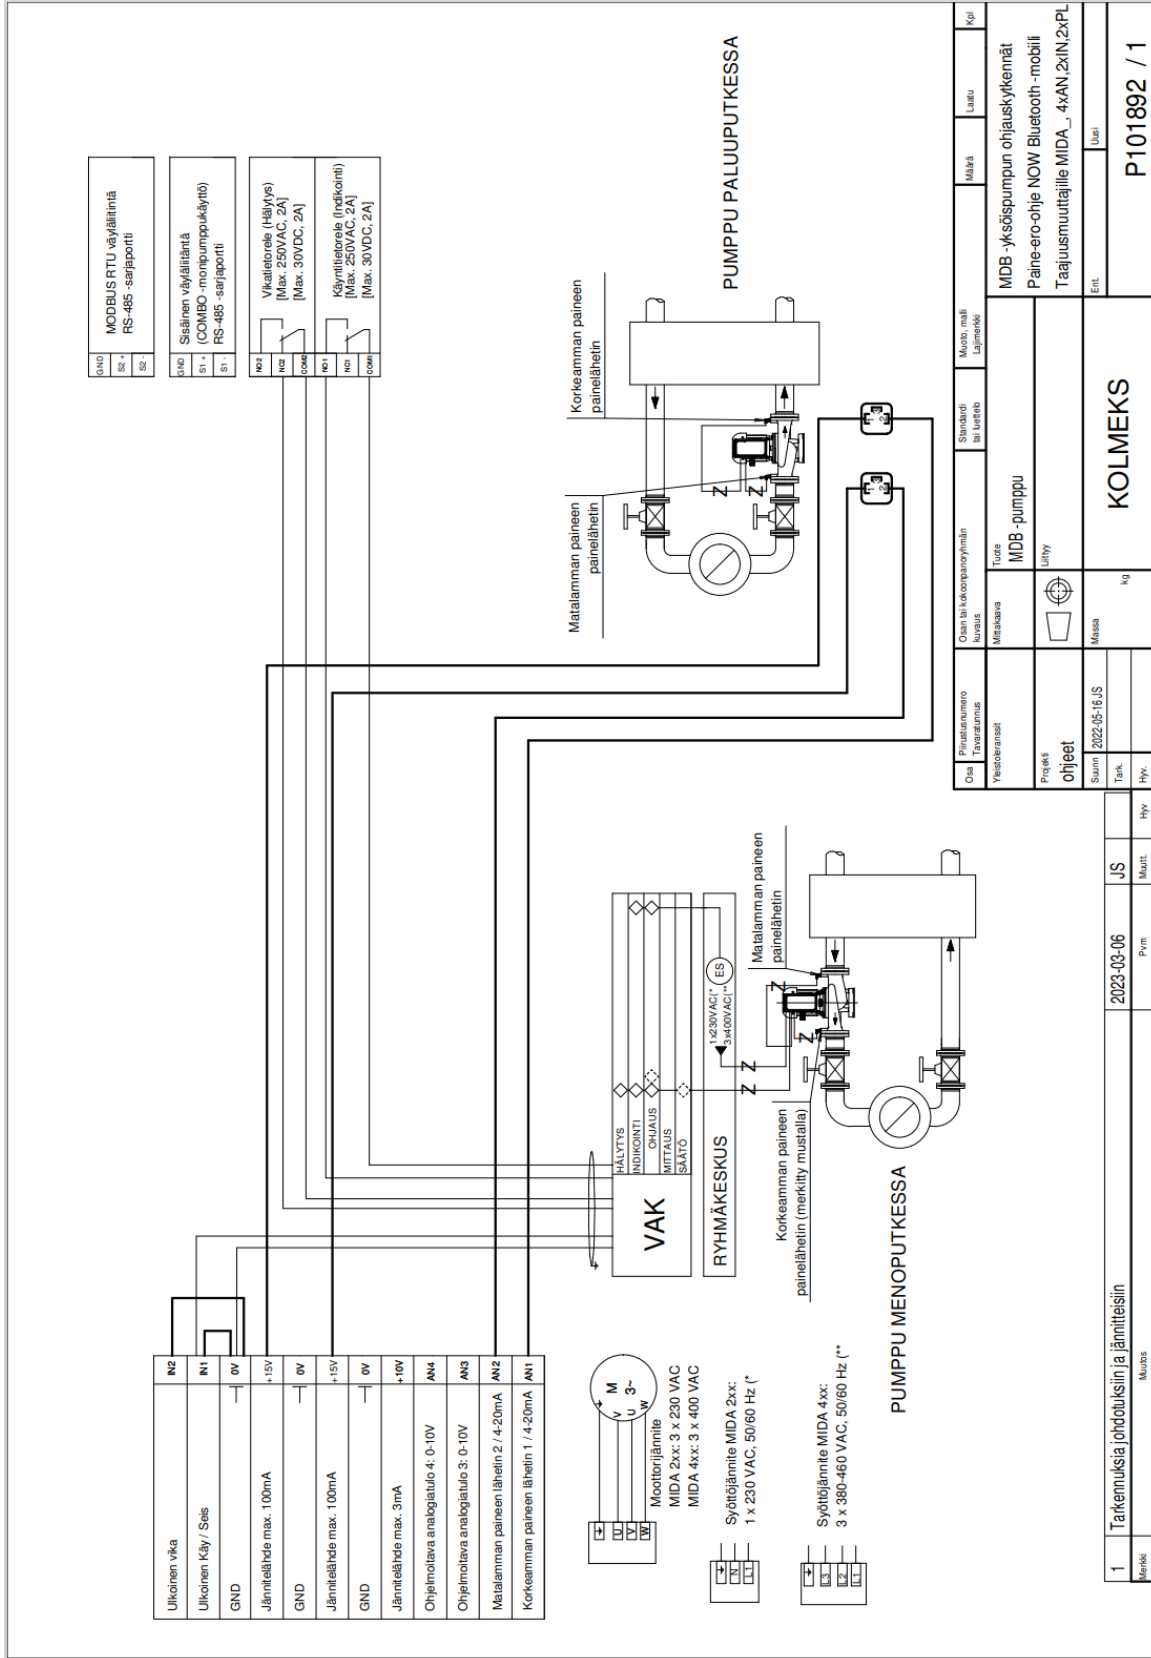 MODBUS RTU väyläliitintä
RS-485 -sarjaportti
GND
S2 +
S2 -
Sisäinen väyläliitäntä
(COMBO -monipumppukäyttö)
RS-485 -sarjaportti
GND
S1 +
S1 -
Vikatietorele (Hälytys)
[Max. 250VAC, 2A]
[Max. 30VDC, 2A]
NO2
NC2
COM2
Käyntitietorele (Indikointi)
[Max. 250VAC, 2A]
[Max. 30VDC, 2A]
NO1
NC1
COM1
Ulkoinen vika
IN2
Ulkoinen Käy / Seis
IN1
GND
0V
Jännitelähde max. 100mA
+15V
GND
0V
Jännitelähde max. 100mA
+15V
GND
0V
Jännitelähde max. 3mA
+10V
Ohjelmoitava analogiatulo 4: 0-10V
AN4
Ohjelmoitava analogiatulo 3: 0-10V
AN3
Matalamman paineen lähetin 2 / 4-20mA
AN2
Korkeamman paineen lähetin 1 / 4-20mA
AN1
VAK
HÄLYTYS
INDIKOINTI
OHJAUS
MITTAUS
SÄÄTÖ
RYHMÄKESKUS
1x230VAC(*
3x400VAC(**
ES
Z
Z
U
V
W
M
3~
V
U
W
Moottorijännite
MIDA 2xx: 3 x 230 VAC
MIDA 4xx: 3 x 400 VAC
N
L1
Syöttöjännite MIDA 2xx:
1 x 230 VAC, 50/60 Hz (*
L3
L2
L1
Syöttöjännite MIDA 4xx:
3 x 380-460 VAC, 50/60 Hz (**
Matalamman paineen
painelähetin
Z
Z
Korkeamman paineen
painelähetin (merkitty mustalla)
PUMPPU MENOPUTKESSA
Korkeamman paineen
painelähetin
Matalamman paineen
painelähetin
Z
Z
PUMPPU PALUUPUTKESSA
1
3
2
1
3
2
Osa
Piirustusnumero
Tavaratunnus
Osan tai kokoonpanoryhmän
kuvaus
Standardi
tai luettelo
Muoto, malli
Lajimerkki
Määrä
Laatu
Kpl
Yleistoleranssit
Mittakaava
Tuote
MDB -pumppu
MDB -yksöispumpun ohjauskytkennät
Paine-ero-ohje NOW Bluetooth -mobiili
Taajuusmuuttajille MIDA_, 4xAN,2xIN,2xPL
Projekti
ohjeet
Liittyy
Suunn
2022-05-16 JS
Tark.
Hyv.
Massa
kg
KOLMEKS
Ent.
Uusi
P101892 / 1
1
Tarkennuksia johdotuksiin ja jännitteisiin
2023-03-06
JS
Merkki
Muutos
Pvm
Muutt.
Hyv